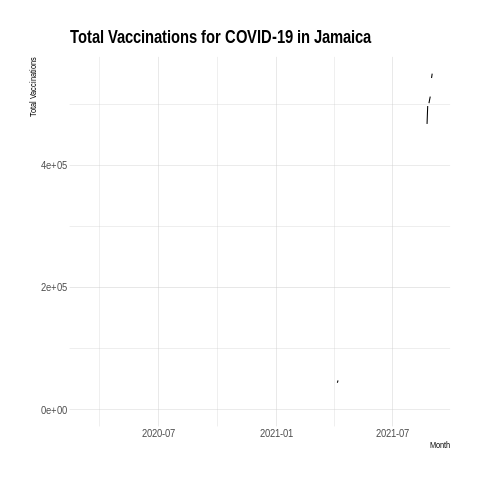 Total Vaccinations for COVID-19 in Jamaica
Total Vaccinations
4e+05
2e+05
0e+00
2020-07
2021-01
2021-07
Month